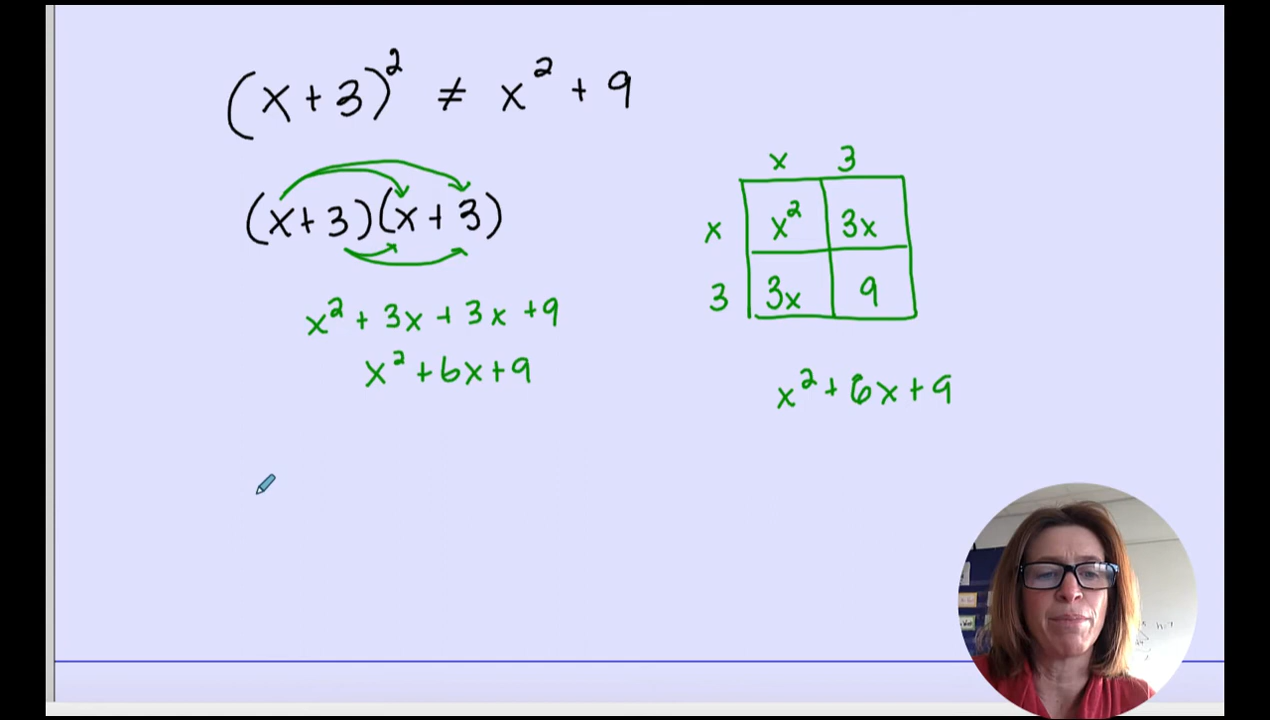 (x+3)² ≠ x² + 9
(x+3)(x+3)
x² + 3x + 3x + 9
x² + 6x + 9
x 3
x x² 3x
3 3x 9
x² + 6x + 9